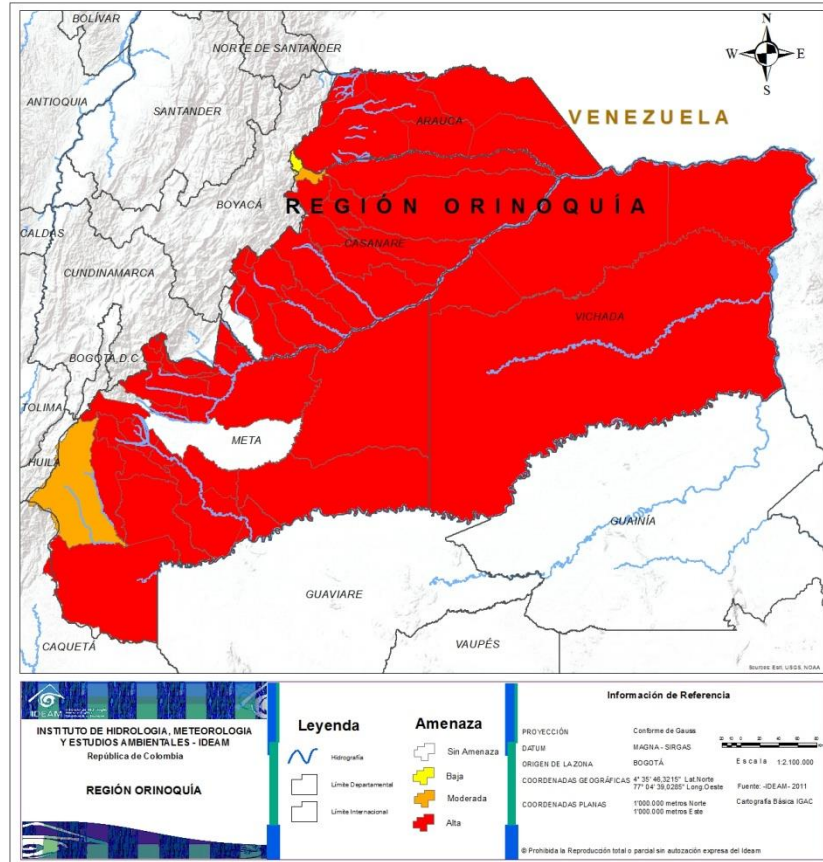 BOLÍVAR
NORTE DE SANTANDER
N
W E
S
ANTIOQUIA
SANTANDER
ARAUCA
VENEZUELA
BOYACÁ
REGIÓN ORINOQUÍA
CALDAS
CASANARE
CUNDINAMARCA
VICHADA
BOGOTÁ, D.C
TOLIMA
META
HUILA
GUAINÍA
GUAVIARE
CAQUETÁ
VAUPÉS
Sources: Esri, USGS, NOAA
IDEAM
INSTITUTO DE HIDROLOGIA, METEOROLOGIA
Y ESTUDIOS AMBIENTALES - IDEAM
República de Colombia
REGIÓN ORINOQUÍA
Leyenda
Hidrografía
Límite Departamental
Límite Internacional
Amenaza
Sin Amenaza
Baja
Moderada
Alta
Información de Referencia
PROYECCIÓN Conforme de Gauss
DATUM MAGNA - SIRGAS
ORIGEN DE LA ZONA BOGOTÁ
Escala 1:2.100.000
COORDENADAS GEOGRÁFICAS 4° 35' 46,3215" Lat.Norte
77° 04' 39,0285" Long.Oeste
Fuente: -IDEAM- 2011
COORDENADAS PLANAS 1'000.000 metros Norte
1'000.000 metros Este
Cartografía Básica IGAC
© Prohibida la Reproducción total o parcial sin autozación expresa del Ideam